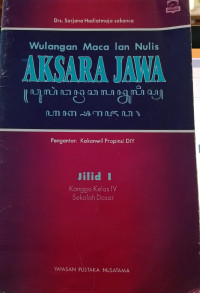 Drs. Sarjana Hadiatmaja sakanca
Wulangan Maca lan Nulis
AKSARA JAWA
Pengantar: Kakanwil Propinsi DIY
Jilid 1
Kanggo Kelas IV
Sekolah Dasar
YAYASAN PUSTAKA NUSATAMA